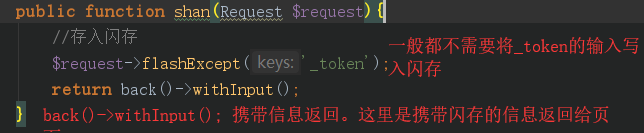 public function shan(Request $request){
//存入闪存
$request->flashExcept( keys: '_token'); 一般都不需要将_token的输入写
入闪存
return back()->withInput();
} back()->withInput(); 携带信息返回。这里是携带闪存的信息返回给页